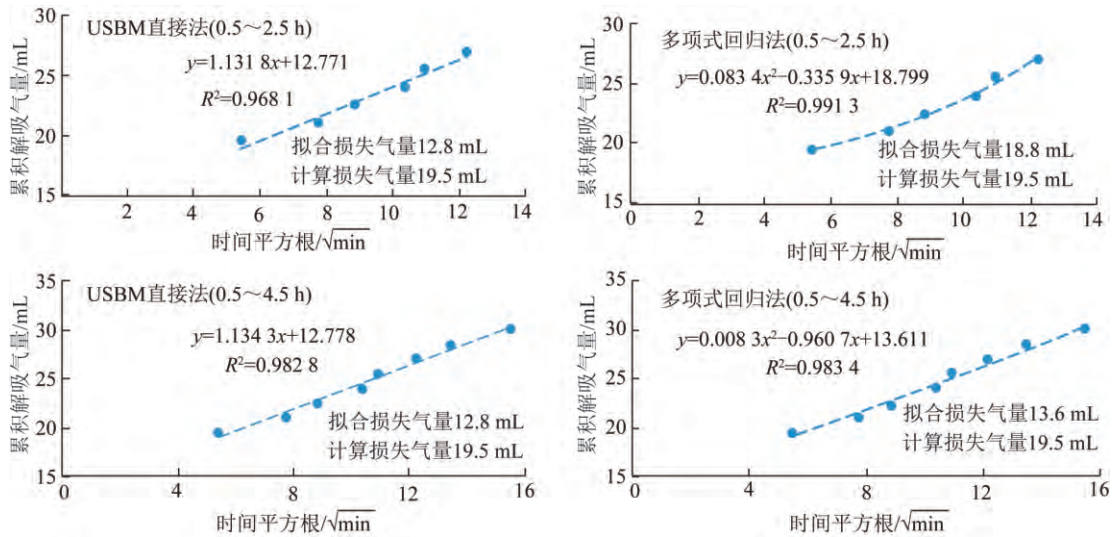 USBM直接法(0.5～2.5 h)
y=1.131 8x+12.771
R²=0.968 1
拟合损失气量12.8 mL
计算损失气量19.5 mL
累积解吸气量/mL
30
25
20
15
2
4
6
8
10
12
14
时间平方根/√min
多项式回归法(0.5～2.5 h)
y=0.083 4x²−0.335 9x+18.799
R²=0.991 3
拟合损失气量18.8 mL
计算损失气量19.5 mL
累积解吸气量/mL
30
25
20
15
0
2
4
6
8
10
12
14
时间平方根/√min
USBM直接法(0.5～4.5 h)
y=1.134 3x+12.778
R²=0.982 8
拟合损失气量12.8 mL
计算损失气量19.5 mL
累积解吸气量/mL
35
30
25
20
15
0
4
8
12
16
时间平方根/√min
多项式回归法(0.5～4.5 h)
y=0.008 3x²−0.960 7x+13.611
R²=0.983 4
拟合损失气量13.6 mL
计算损失气量19.5 mL
累积解吸气量/mL
35
30
25
20
15
0
4
8
12
16
时间平方根/√min